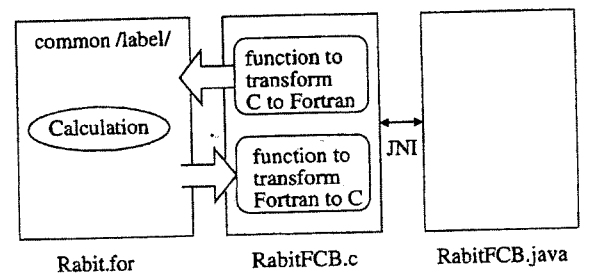 common /label/
Calculation
function to
transform
C to Fortran
function to
transform
Fortran to C
JNI
Rabit.for
RabitFCB.c
RabitFCB.java